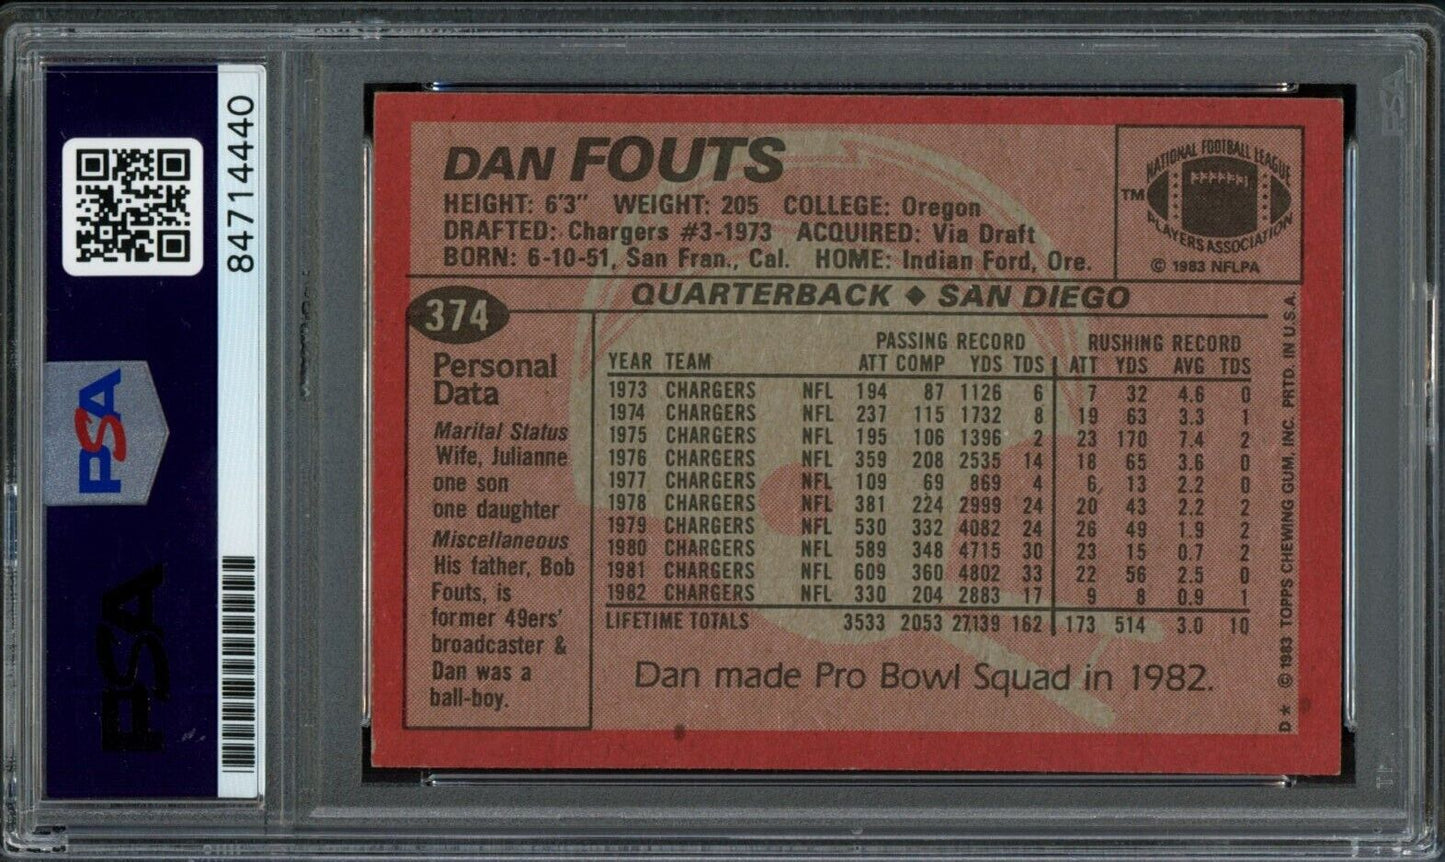 84714440
PSA
PSA
DAN FOUTS
HEIGHT: 6'3" WEIGHT: 205 COLLEGE: Oregon
DRAFTED: Chargers #3-1973 ACQUIRED: Via Draft
BORN: 6-10-51, San Fran., Cal. HOME: Indian Ford, Ore.
NATIONAL FOOTBALL LEAGUE
TM
PLAYERS ASSOCIATION
© 1983 NFLPA
QUARTERBACK ♦ SAN DIEGO
374
Personal
Data
Marital Status
Wife, Julianne
one son
one daughter
Miscellaneous
His father, Bob
Fouts, is
former 49ers'
broadcaster &
Dan was a
ball-boy.
PASSING RECORD RUSHING RECORD
YEAR TEAM ATT COMP YDS TDS ATT YDS AVG TDS
1973 CHARGERS NFL 194 87 1126 6 7 32 4.6 0
1974 CHARGERS NFL 237 115 1732 8 19 63 3.3 1
1975 CHARGERS NFL 195 106 1396 2 23 170 7.4 2
1976 CHARGERS NFL 359 208 2535 14 18 65 3.6 0
1977 CHARGERS NFL 109 69 869 4 6 13 2.2 0
1978 CHARGERS NFL 381 224 2999 24 20 43 2.2 2
1979 CHARGERS NFL 530 332 4082 24 26 49 1.9 2
1980 CHARGERS NFL 589 348 4715 30 23 15 0.7 2
1981 CHARGERS NFL 609 360 4802 33 22 56 2.5 0
1982 CHARGERS NFL 330 204 2883 17 9 8 0.9 1
LIFETIME TOTALS 3533 2053 27,139 162 173 514 3.0 10
Dan made Pro Bowl Squad in 1982.
D* © 1983 TOPPS CHEWING GUM, INC. PRTD. IN U.S.A.
PSA